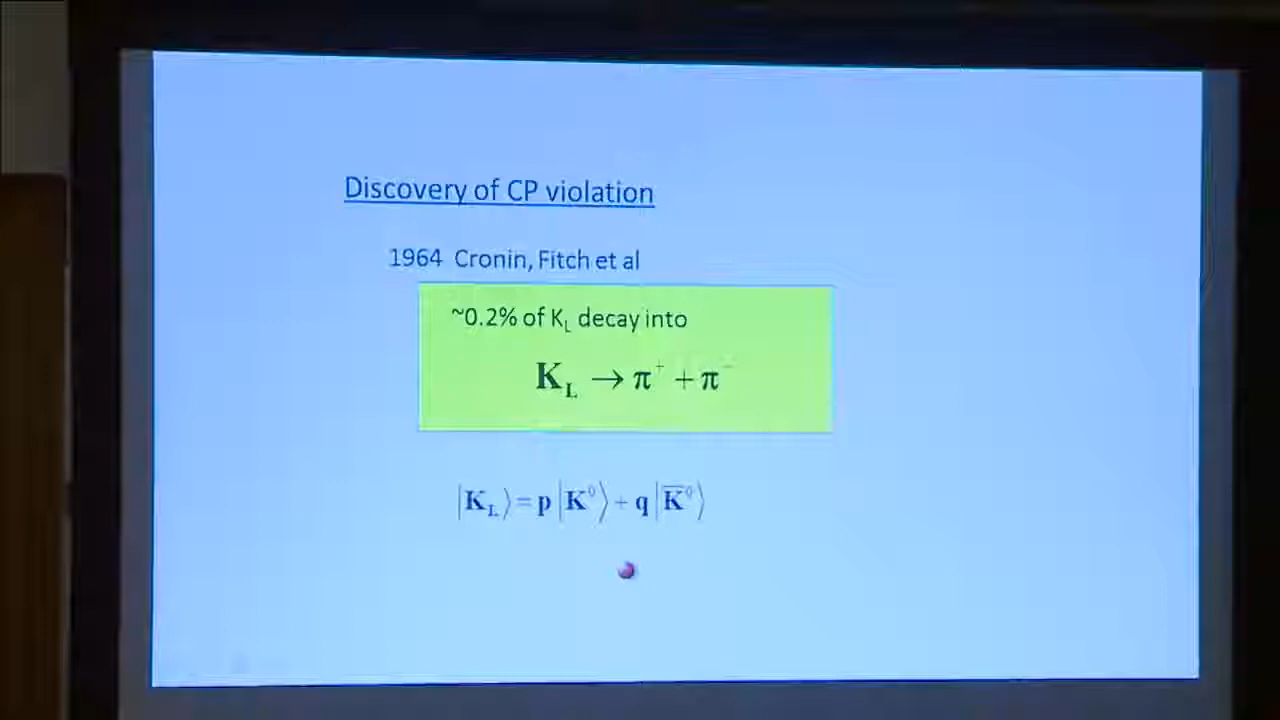 Discovery of CP violation
1964 Cronin, Fitch et al
~0.2% of K_L decay into
K_L → π⁺ + π⁻
|K_L⟩ = p |K⁰⟩ + q |K̅⁰⟩